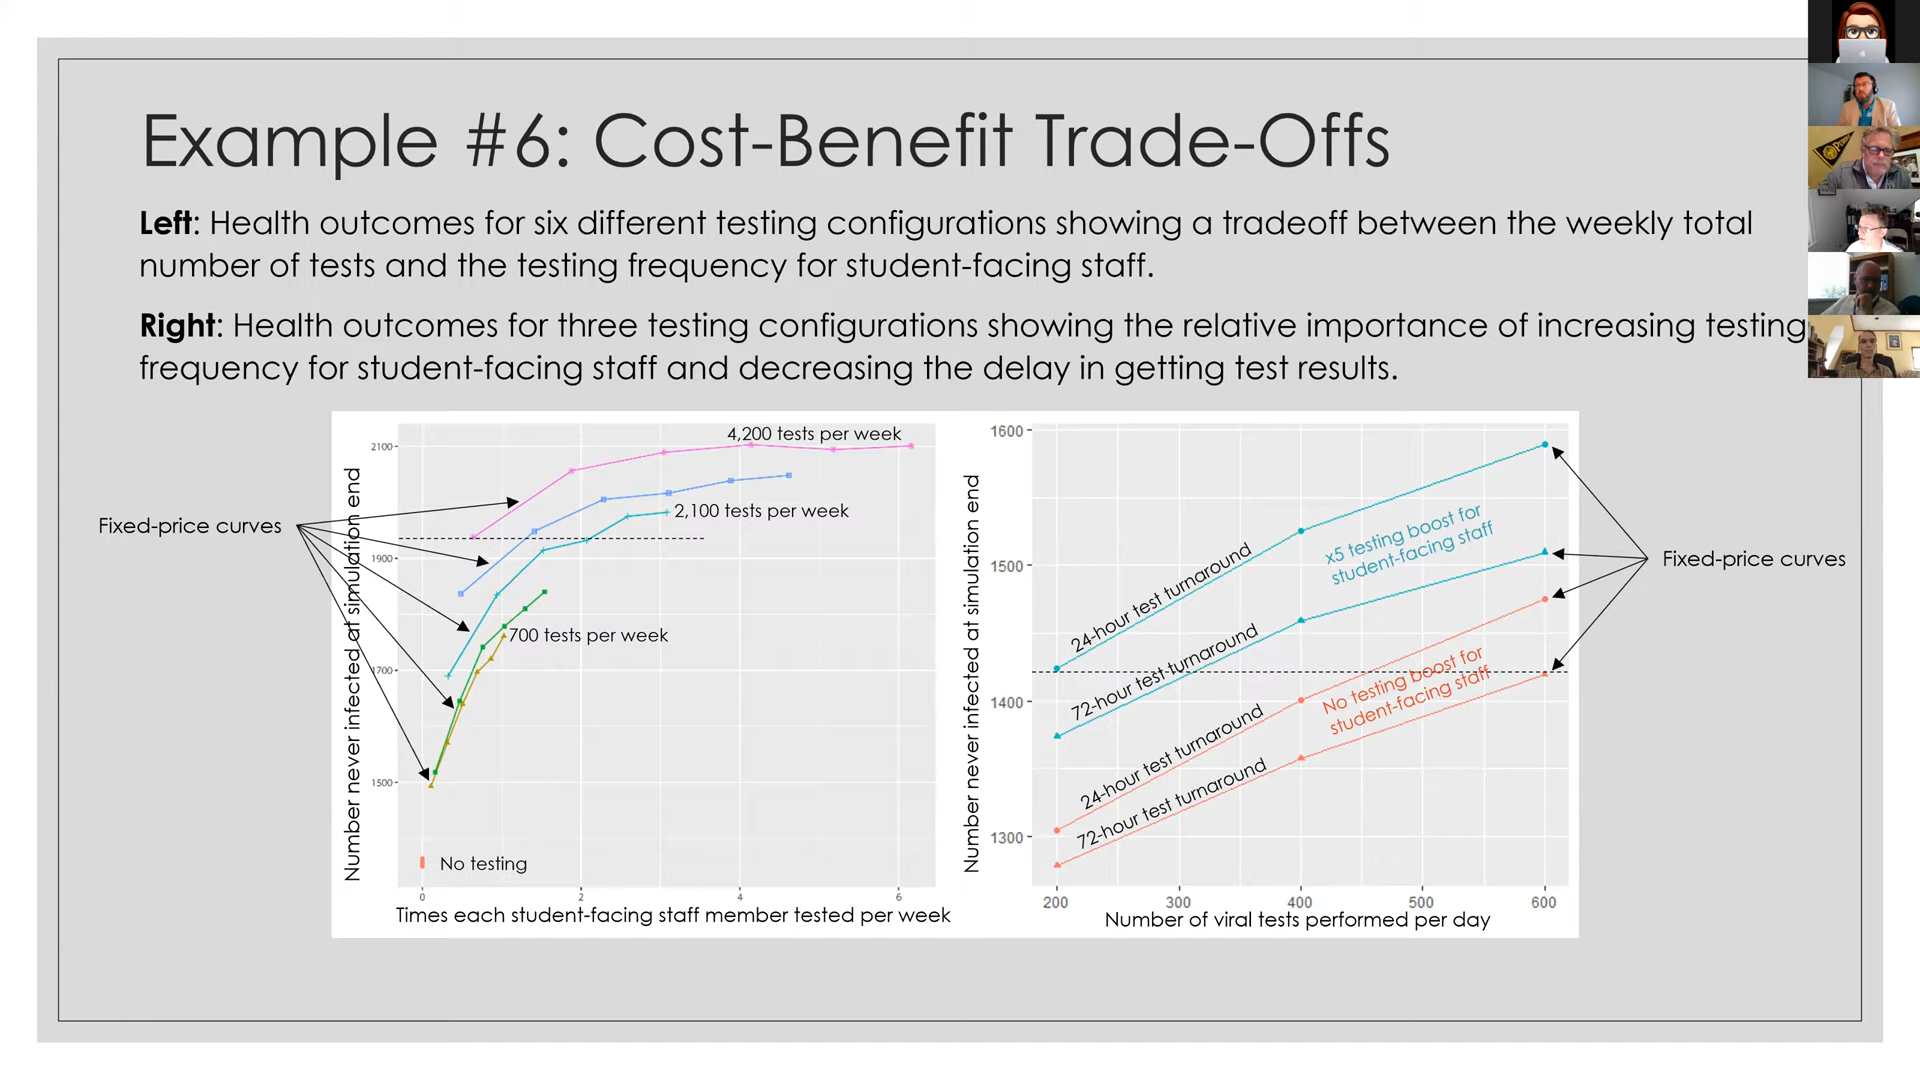 Example #6: Cost-Benefit Trade-Offs
Left: Health outcomes for six different testing configurations showing a tradeoff between the weekly total
number of tests and the testing frequency for student-facing staff.
Right: Health outcomes for three testing configurations showing the relative importance of increasing testing
frequency for student-facing staff and decreasing the delay in getting test results.
Fixed-price curves
Number never infected at simulation end
2100
1900
1700
1500
4,200 tests per week
2,100 tests per week
700 tests per week
No testing
0
2
4
6
Times each student-facing staff member tested per week
Number never infected at simulation end
1600
1500
1400
1300
24-hour test turnaround
72-hour test turnaround
24-hour test turnaround
72-hour test turnaround
x5 testing boost for
student-facing staff
No testing boost for
student-facing staff
200
300
400
500
600
Number of viral tests performed per day
Fixed-price curves